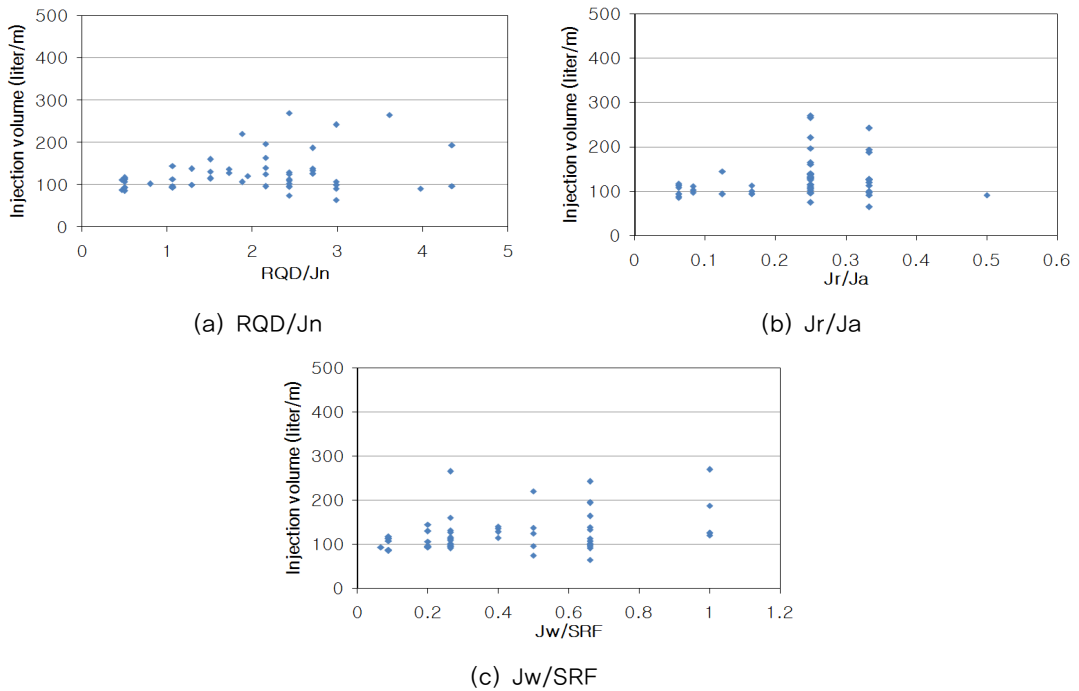 Injection volume (liter/m)
500
400
300
200
100
0
0 1 2 3 4 5
RQD/Jn
(a) RQD/Jn
Injection volume (liter/m)
500
400
300
200
100
0
0 0.1 0.2 0.3 0.4 0.5 0.6
Jr/Ja
(b) Jr/Ja
Injection volume (liter/m)
500
400
300
200
100
0
0 0.2 0.4 0.6 0.8 1 1.2
Jw/SRF
(c) Jw/SRF